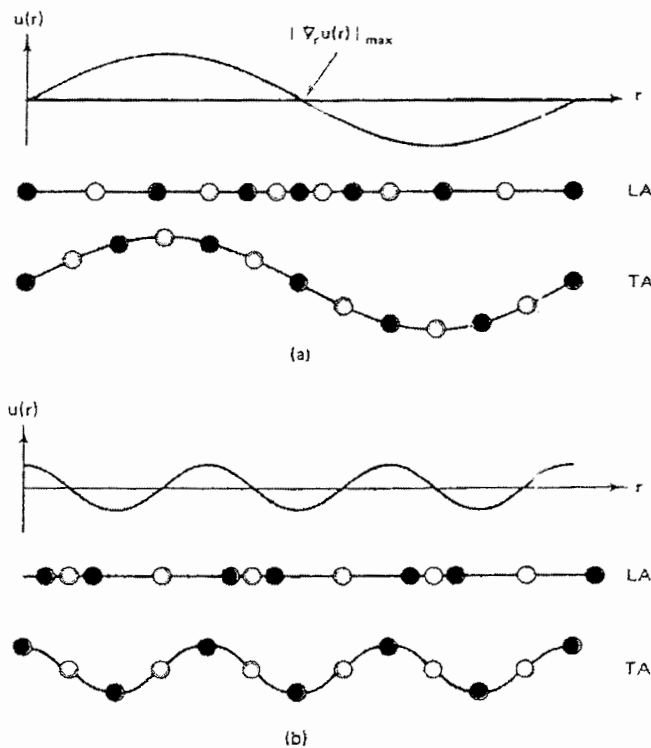 u(r)
| ∇ᵣu(r) | max
r
LA
TA
(a)
u(r)
r
LA
TA
(b)